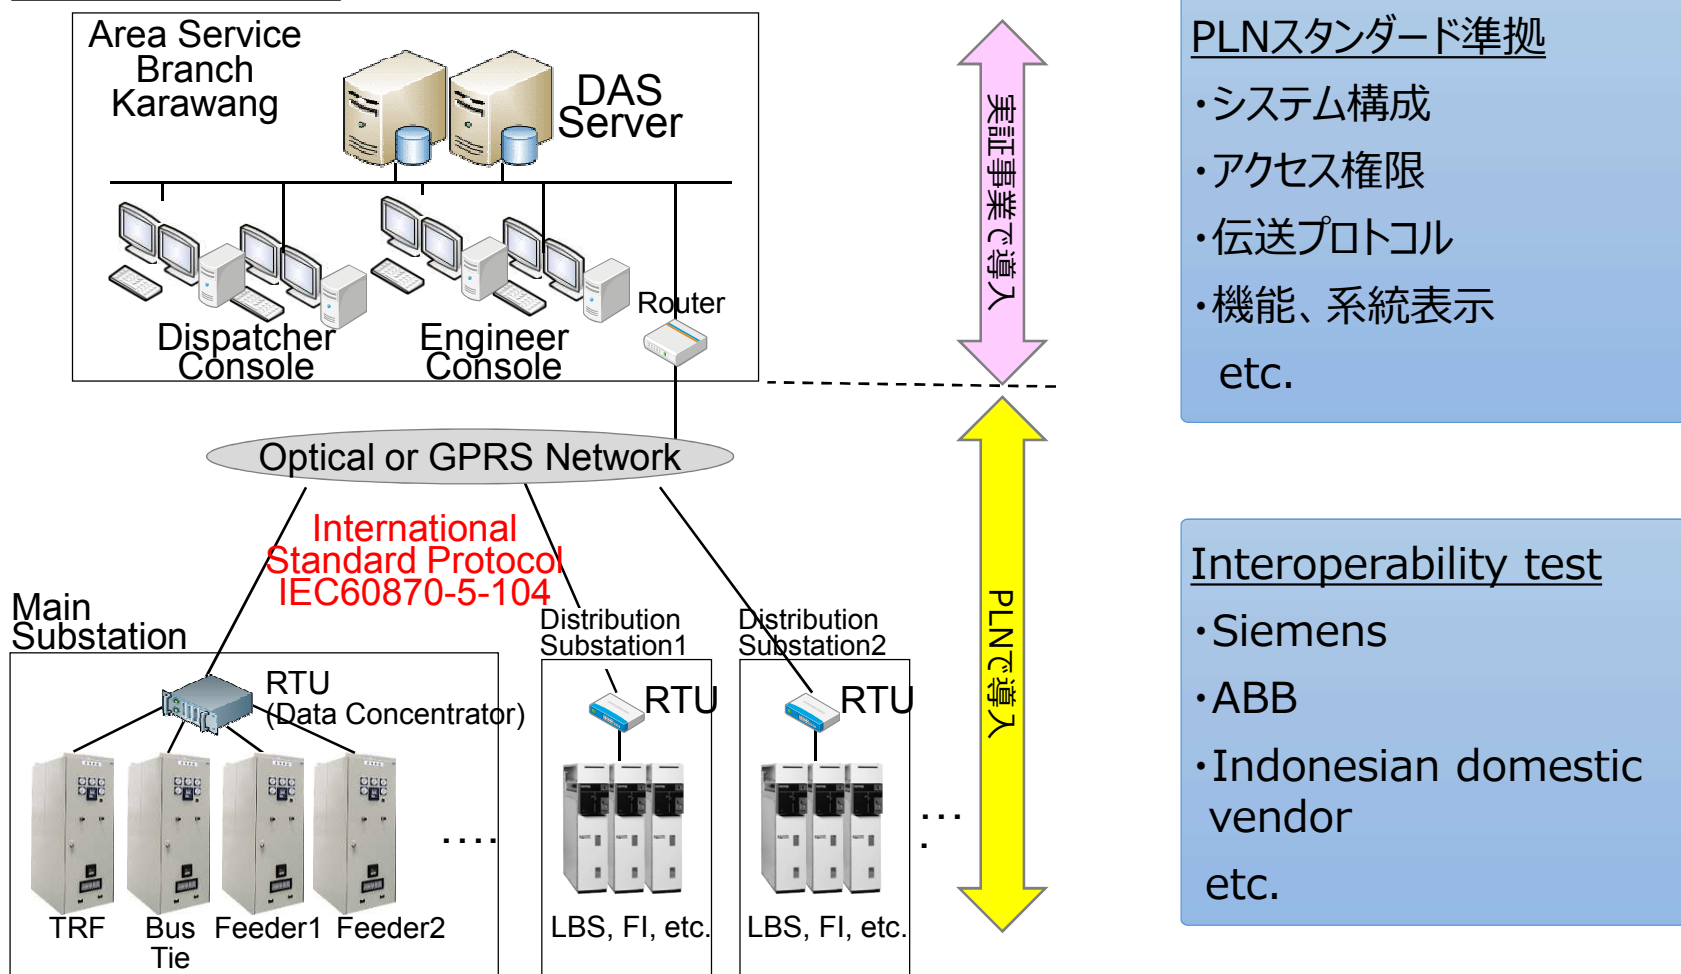 Area Service
Branch
Karawang
DAS
Server
Dispatcher
Console
Engineer
Console
Router
Optical or GPRS Network
International
Standard Protocol
IEC60870-5-104
Main
Substation
RTU
(Data Concentrator)
TRF
Bus
Tie
Feeder1
Feeder2
....
Distribution
Substation1
RTU
LBS, FI, etc.
Distribution
Substation2
RTU
LBS, FI, etc.
...
.
実証事業で導入
PLNで導入
PLNスタンダード準拠
・システム構成
・アクセス権限
・伝送プロトコル
・機能、系統表示
etc.
Interoperability test
・Siemens
・ABB
・Indonesian domestic
vendor
etc.